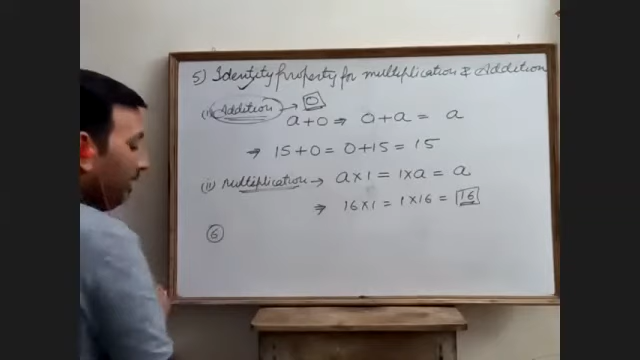 5) Identity Property for multiplication & Addition
(i) Addition → 0
a+0 ⇒ 0+a = a
→ 15+0 = 0+15 = 15
(ii) Multiplication → a×1 = 1×a = a
⇒ 16×1 = 1×16 = 16
6